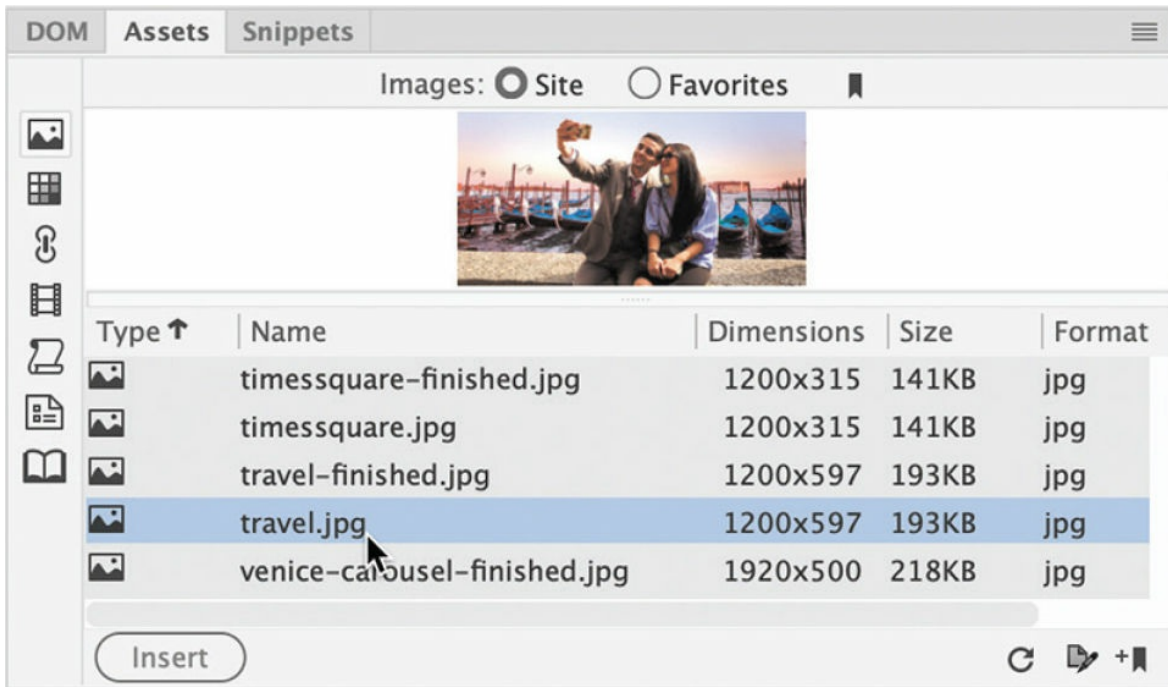 DOM Assets Snippets
Images: Site Favorites
Type Name Dimensions Size Format
timessquare-finished.jpg 1200x315 141KB jpg
timessquare.jpg 1200x315 141KB jpg
travel-finished.jpg 1200x597 193KB jpg
travel.jpg 1200x597 193KB jpg
venice-carousel-finished.jpg 1920x500 218KB jpg
Insert